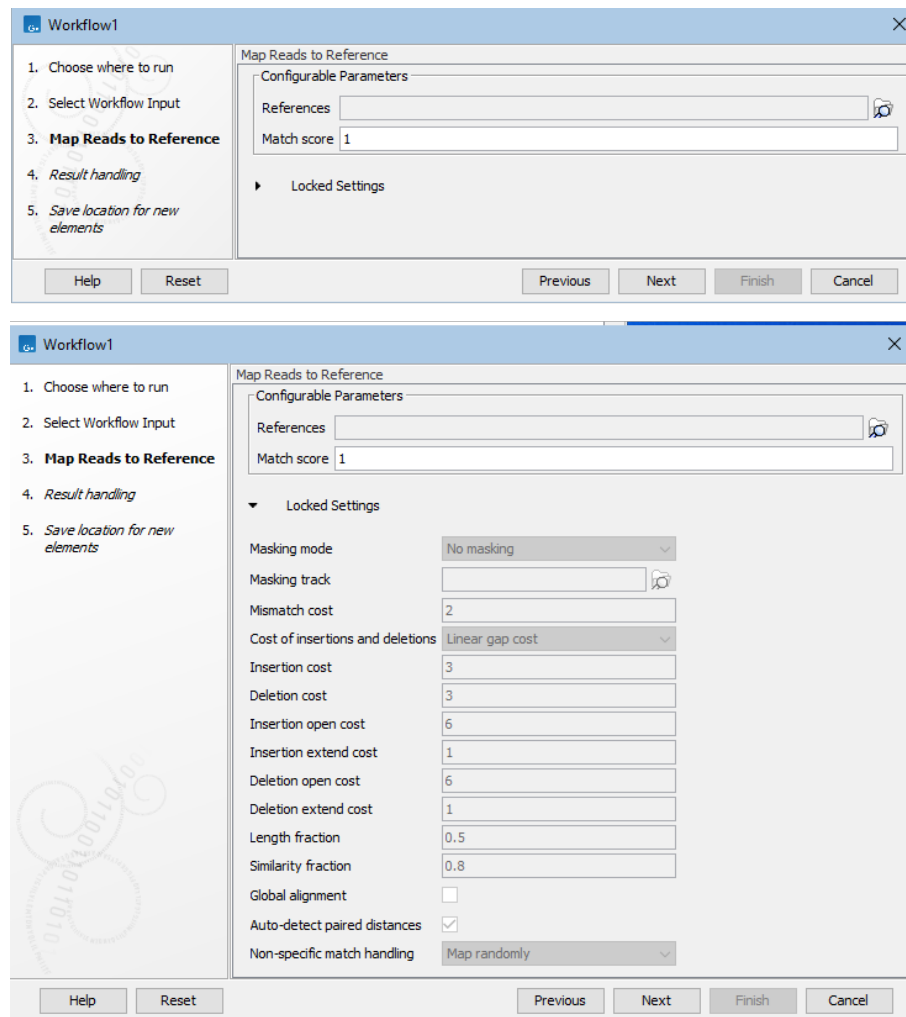 G.
Workflow1
1. Choose where to run
2. Select Workflow Input
3. Map Reads to Reference
4. Result handling
5. Save location for new
elements
Map Reads to Reference
Configurable Parameters
References
Match score 1
Locked Settings
Help Reset Previous Next Finish Cancel
G.
Workflow1
1. Choose where to run
2. Select Workflow Input
3. Map Reads to Reference
4. Result handling
5. Save location for new
elements
Map Reads to Reference
Configurable Parameters
References
Match score 1
Locked Settings
Masking mode No masking
Masking track
Mismatch cost 2
Cost of insertions and deletions Linear gap cost
Insertion cost 3
Deletion cost 3
Insertion open cost 6
Insertion extend cost 1
Deletion open cost 6
Deletion extend cost 1
Length fraction 0.5
Similarity fraction 0.8
Global alignment
Auto-detect paired distances
Non-specific match handling Map randomly
Help Reset Previous Next Finish Cancel